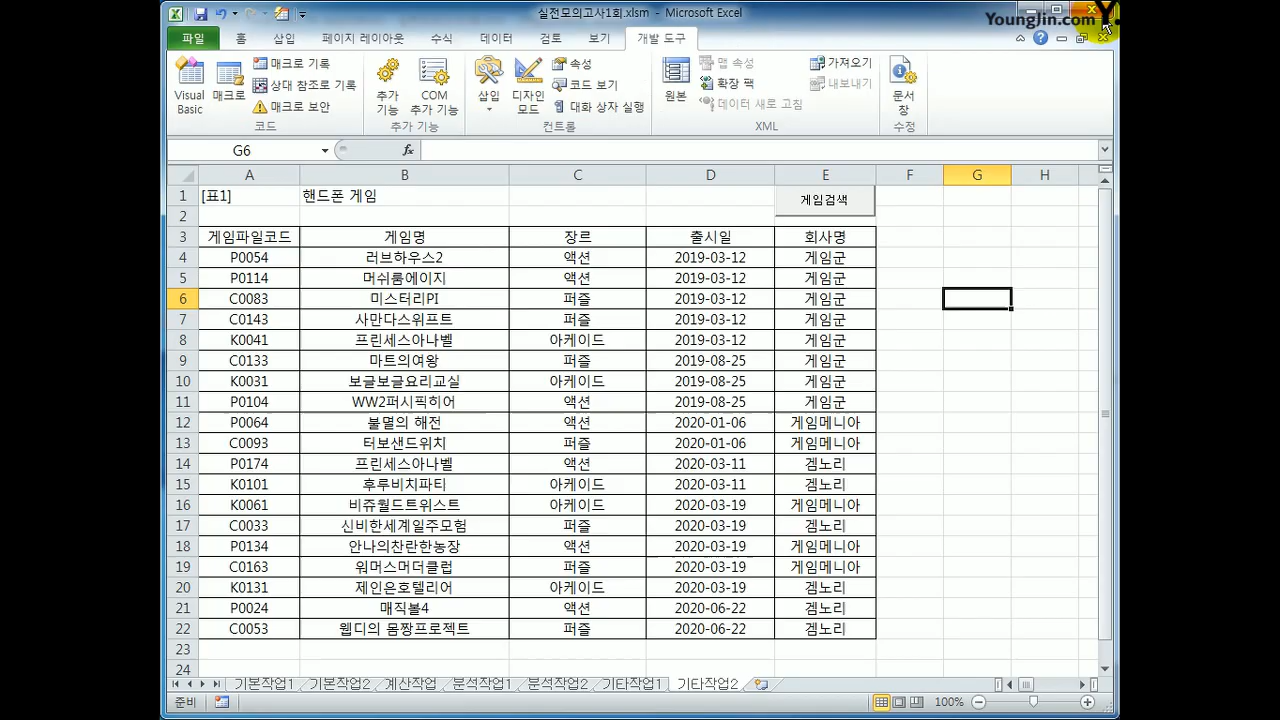 실전모의고사1회.xlsm - Microsoft Excel
YoungJin.com Y.
파일 홈 삽입 페이지 레이아웃 수식 데이터 검토 보기 개발 도구
Visual Basic
매크로
매크로 기록
상대 참조로 기록
매크로 보안
코드
추가 기능
COM 추가 기능
추가 기능
삽입
디자인 모드
속성
코드 보기
대화 상자 실행
컨트롤
원본
맵 속성
확장 팩
데이터 새로 고침
가져오기
내보내기
XML
문서 창
수정
G6 fx
A B C D E F G H
1 [표1] 핸드폰 게임 게임검색
2
3 게임파일코드 게임명 장르 출시일 회사명
4 P0054 러브하우스2 액션 2019-03-12 게임군
5 P0114 머쉬룸에이지 액션 2019-03-12 게임군
6 C0083 미스터리PI 퍼즐 2019-03-12 게임군
7 C0143 사만다스위프트 퍼즐 2019-03-12 게임군
8 K0041 프린세스아나벨 아케이드 2019-03-12 게임군
9 C0133 마트의여왕 퍼즐 2019-08-25 게임군
10 K0031 보글보글요리교실 아케이드 2019-08-25 게임군
11 P0104 WW2퍼시픽히어 액션 2019-08-25 게임군
12 P0064 불멸의 해전 액션 2020-01-06 게임메니아
13 C0093 터보샌드위치 퍼즐 2020-01-06 게임메니아
14 P0174 프린세스아나벨 액션 2020-03-11 겜노리
15 K0101 후루비치파티 아케이드 2020-03-11 겜노리
16 K0061 비쥬월드트위스트 아케이드 2020-03-19 게임메니아
17 C0033 신비한세계일주모험 퍼즐 2020-03-19 겜노리
18 P0134 안나의찬란한농장 액션 2020-03-19 게임메니아
19 C0163 워머스머더클럽 퍼즐 2020-03-19 게임메니아
20 K0131 제인은호텔리어 아케이드 2020-03-19 겜노리
21 P0024 매직볼4 액션 2020-06-22 겜노리
22 C0053 웹디의 몸짱프로젝트 퍼즐 2020-06-22 겜노리
23
24
기본작업1 기본작업2 계산작업 분석작업1 분석작업2 기타작업1 기타작업2
준비 100%